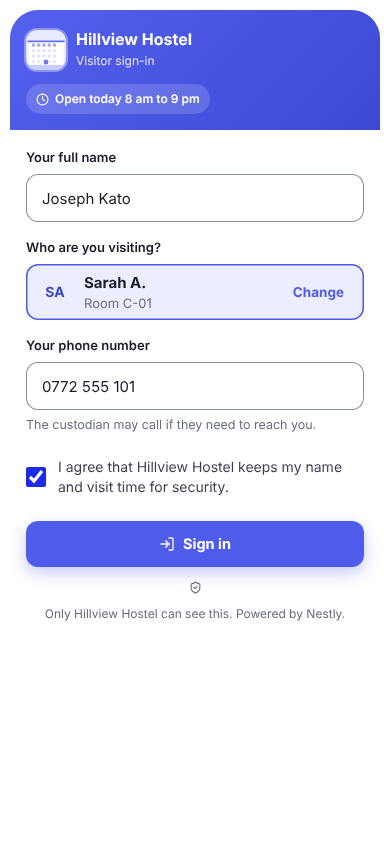 Hillview Hostel
Visitor sign-in
Open today 8 am to 9 pm
Your full name
Joseph Kato
Who are you visiting?
SA
Sarah A.
Room C-01
Change
Your phone number
0772 555 101
The custodian may call if they need to reach you.
I agree that Hillview Hostel keeps my name
and visit time for security.
Sign in
Only Hillview Hostel can see this. Powered by Nestly.